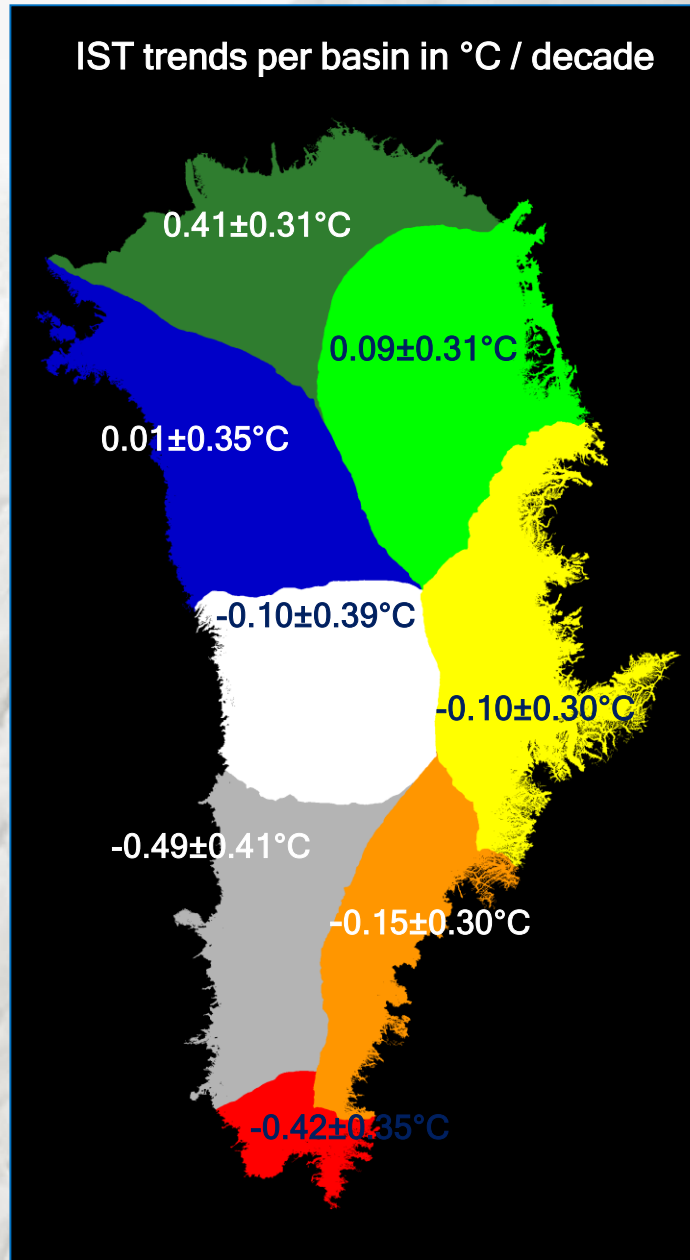 IST trends per basin in °C / decade
0.41±0.31°C
0.09±0.31°C
0.01±0.35°C
-0.10±0.39°C
-0.10±0.30°C
-0.49±0.41°C
-0.15±0.30°C
-0.42±0.35°C